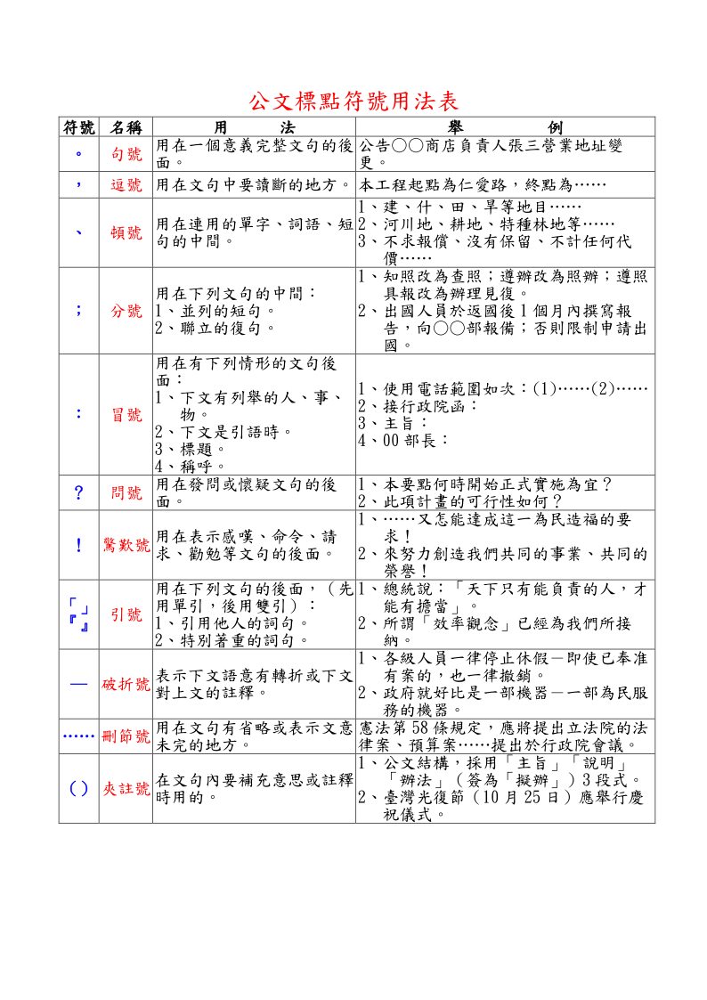 公文標點符號用法表
符號 名稱 用 法 舉 例
。 句號 用在一個意義完整文句的後 公告○○商店負責人張三營業地址變
面。 更。
， 逗號 用在文句中要讀斷的地方。 本工程起點為仁愛路，終點為……
、 頓號 用在連用的單字、詞語、短
句的中間。
1、建、什、田、旱等地目……
2、河川地、耕地、特種林地等……
3、不求報償、沒有保留、不計任何代
價……
； 分號 用在下列文句的中間：
1、並列的短句。
2、聯立的復句。
1、知照改為查照；遵辦改為照辦；遵照
具報改為辦理見復。
2、出國人員於返國後 1 個月內撰寫報
告，向○○部報備；否則限制申請出
國。
： 冒號 用在有下列情形的文句後
面：
1、下文有列舉的人、事、
物。
2、下文是引語時。
3、標題。
4、稱呼。
1、使用電話範圍如次：(1)……(2)……
2、接行政院函：
3、主旨：
4、00 部長：
？ 問號 用在發問或懷疑文句的後
面。
1、本要點何時開始正式實施為宜？
2、此項計畫的可行性如何？
！ 驚歎號 用在表示感嘆、命令、請
求、勸勉等文句的後面。
1、……又怎能達成這一為民造福的要
求！
2、來努力創造我們共同的事業、共同的
榮譽！
「」
『』
引號 用在下列文句的後面，（先
用單引，後用雙引）：
1、引用他人的詞句。
2、特別著重的詞句。
1、總統說：「天下只有能負責的人，才
能有擔當」。
2、所謂「效率觀念」已經為我們所接
納。
— 破折號 表示下文語意有轉折或下文
對上文的註釋。
1、各級人員一律停止休假－即使已奉准
有案的，也一律撤銷。
2、政府就好比是一部機器－一部為民服
務的機器。
…… 刪節號 用在文句有省略或表示文意
未完的地方。
憲法第 58 條規定，應將提出立法院的法
律案、預算案……提出於行政院會議。
（） 夾註號 在文句內要補充意思或註釋
時用的。
1、公文結構，採用「主旨」「說明」
「辦法」（簽為「擬辦」）3 段式。
2、臺灣光復節（10 月 25 日）應舉行慶
祝儀式。